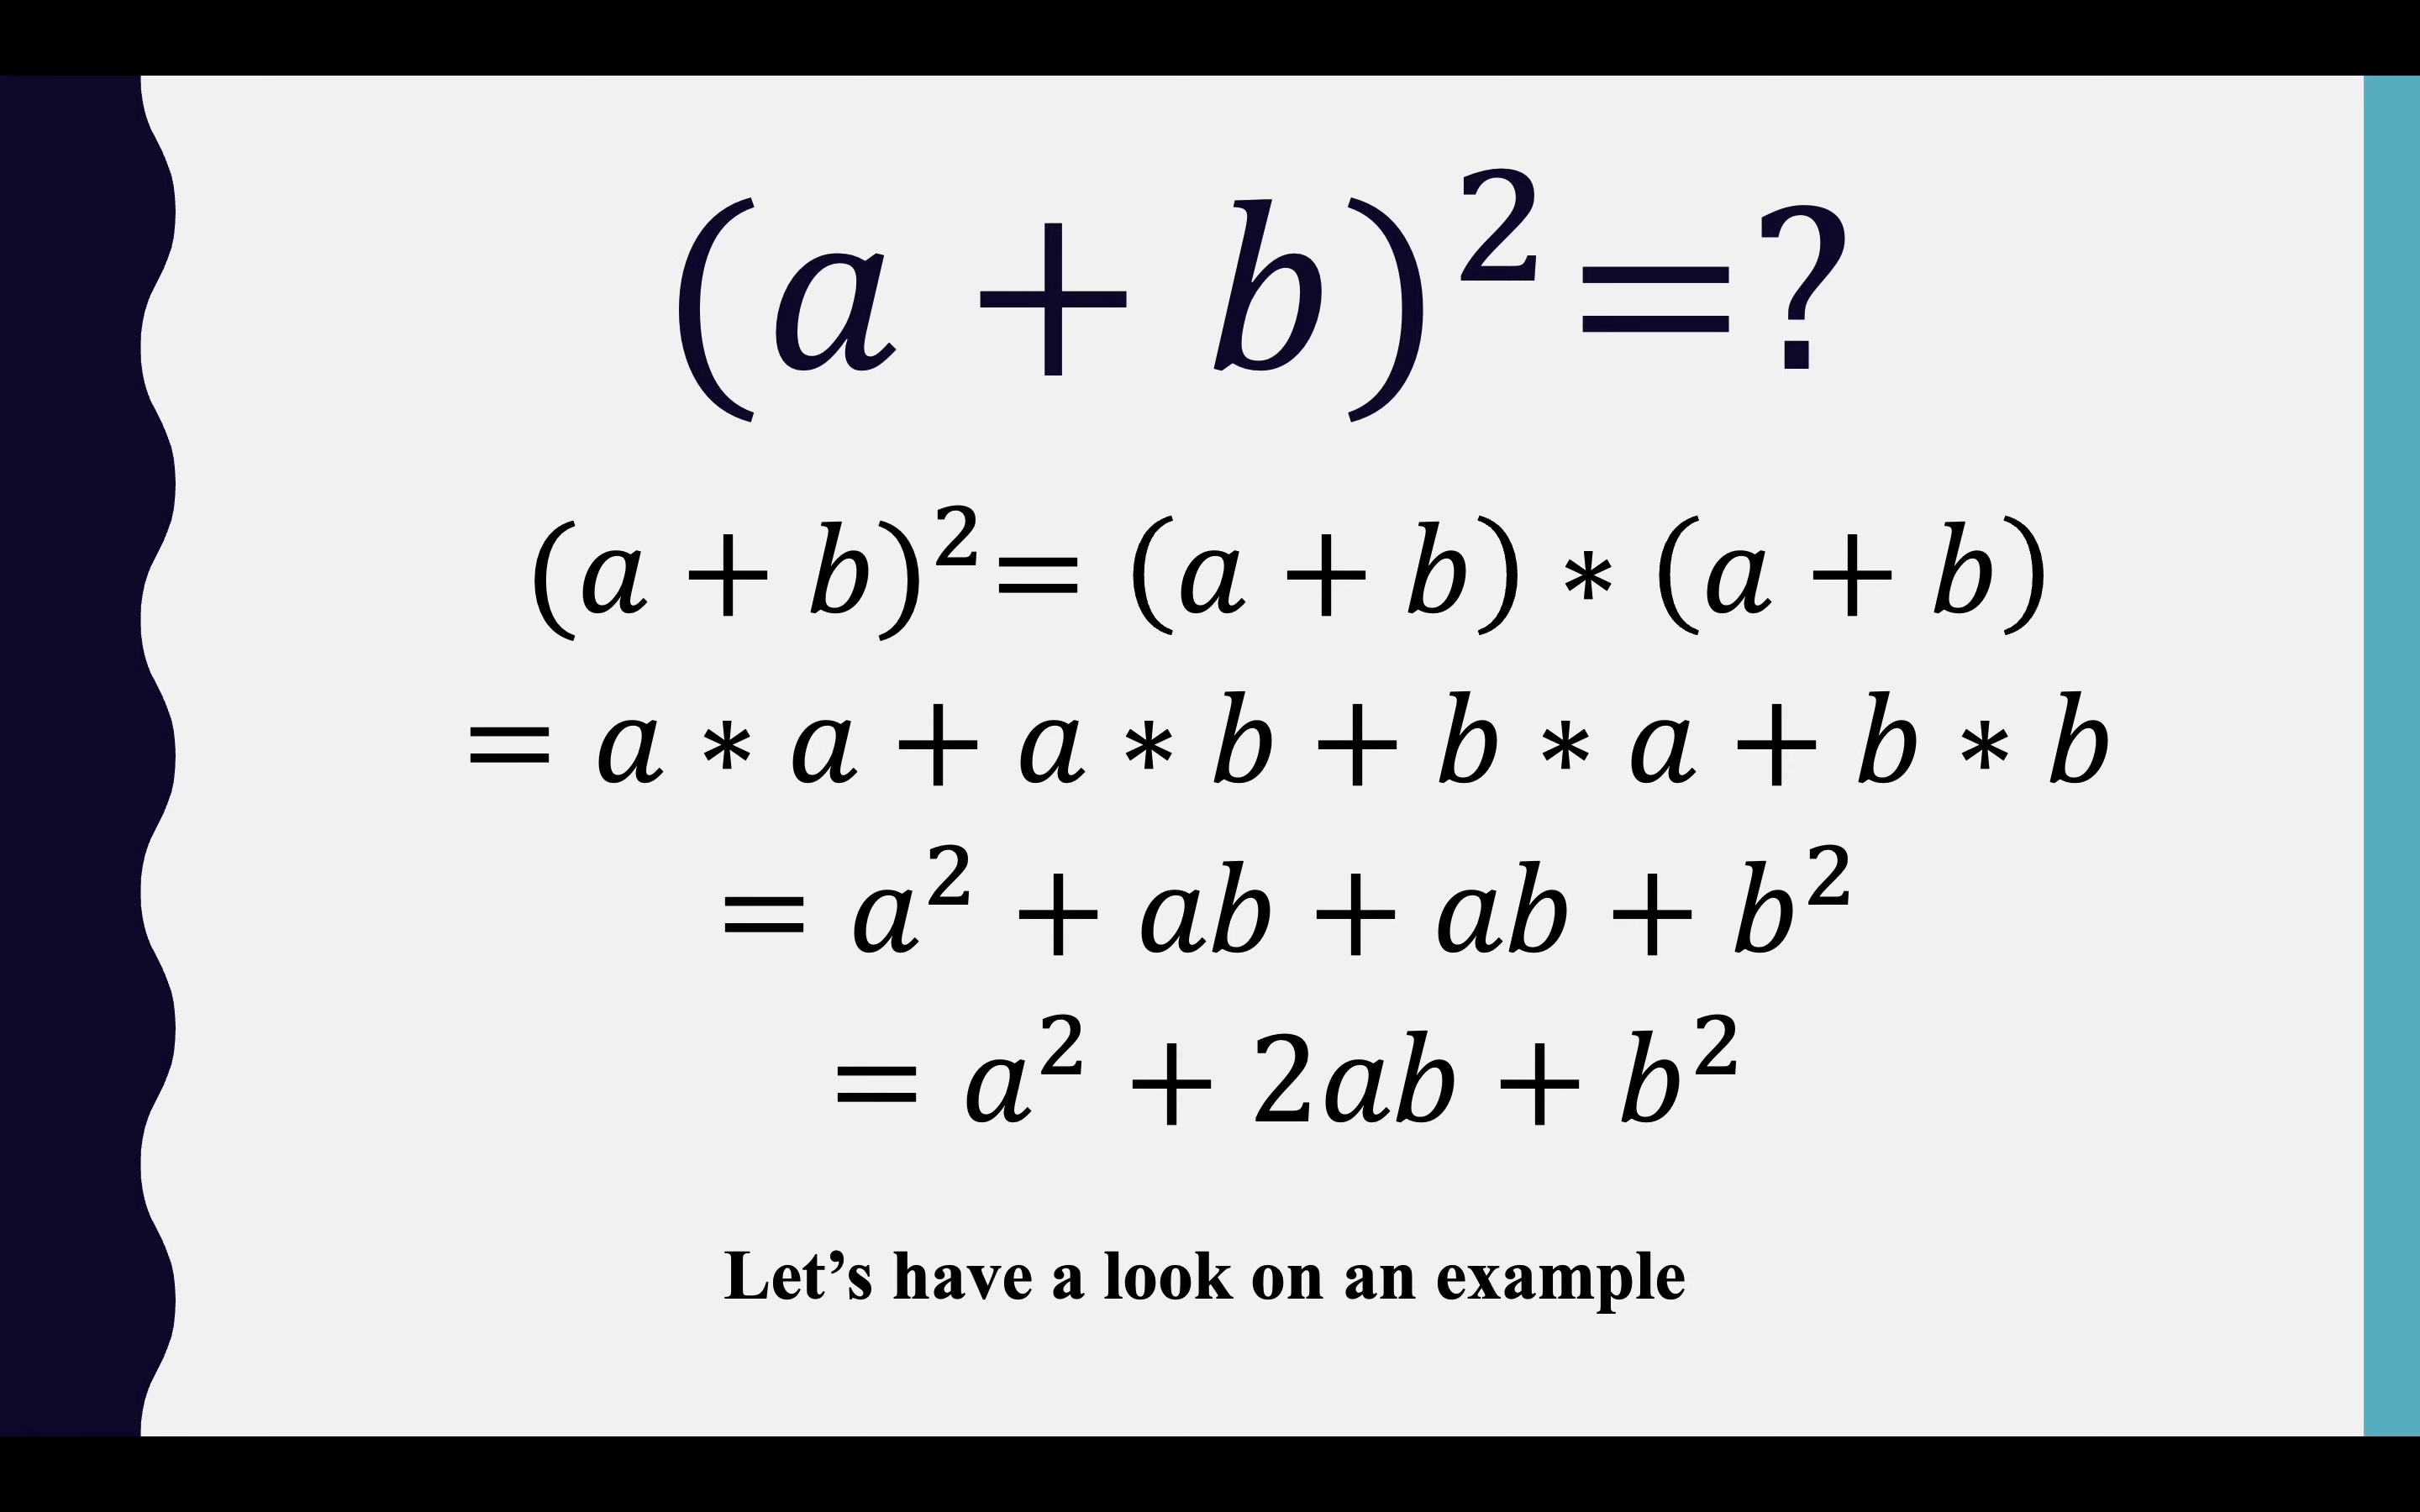 (a + b)² =?
(a + b)² = (a + b) * (a + b)
= a * a + a * b + b * a + b * b
= a² + ab + ab + b²
= a² + 2ab + b²
Let’s have a look on an example